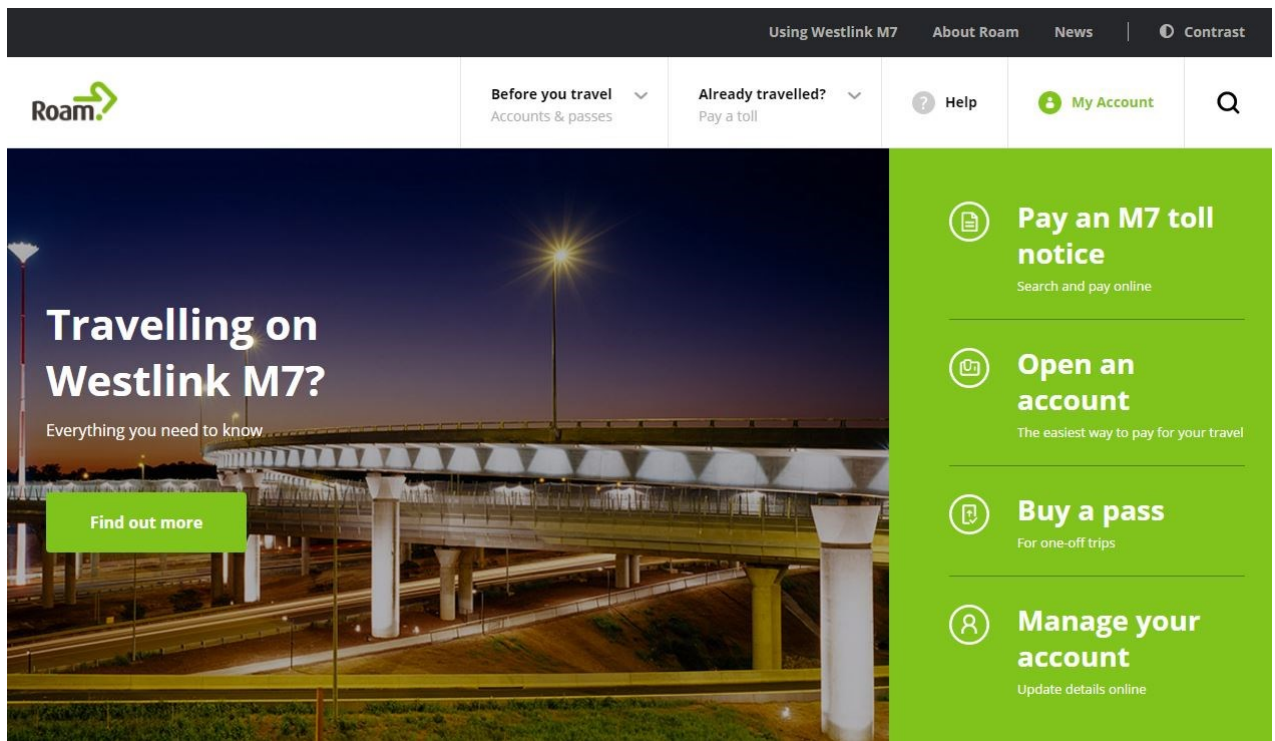 Using Westlink M7 About Roam News Contrast
Roam
Before you travel Already travelled? Help My Account
Accounts & passes Pay a toll
Travelling on
Westlink M7?
Everything you need to know
Find out more
Pay an M7 toll
notice
Search and pay online
Open an
account
The easiest way to pay for your travel
Buy a pass
For one-off trips
Manage your
account
Update details online